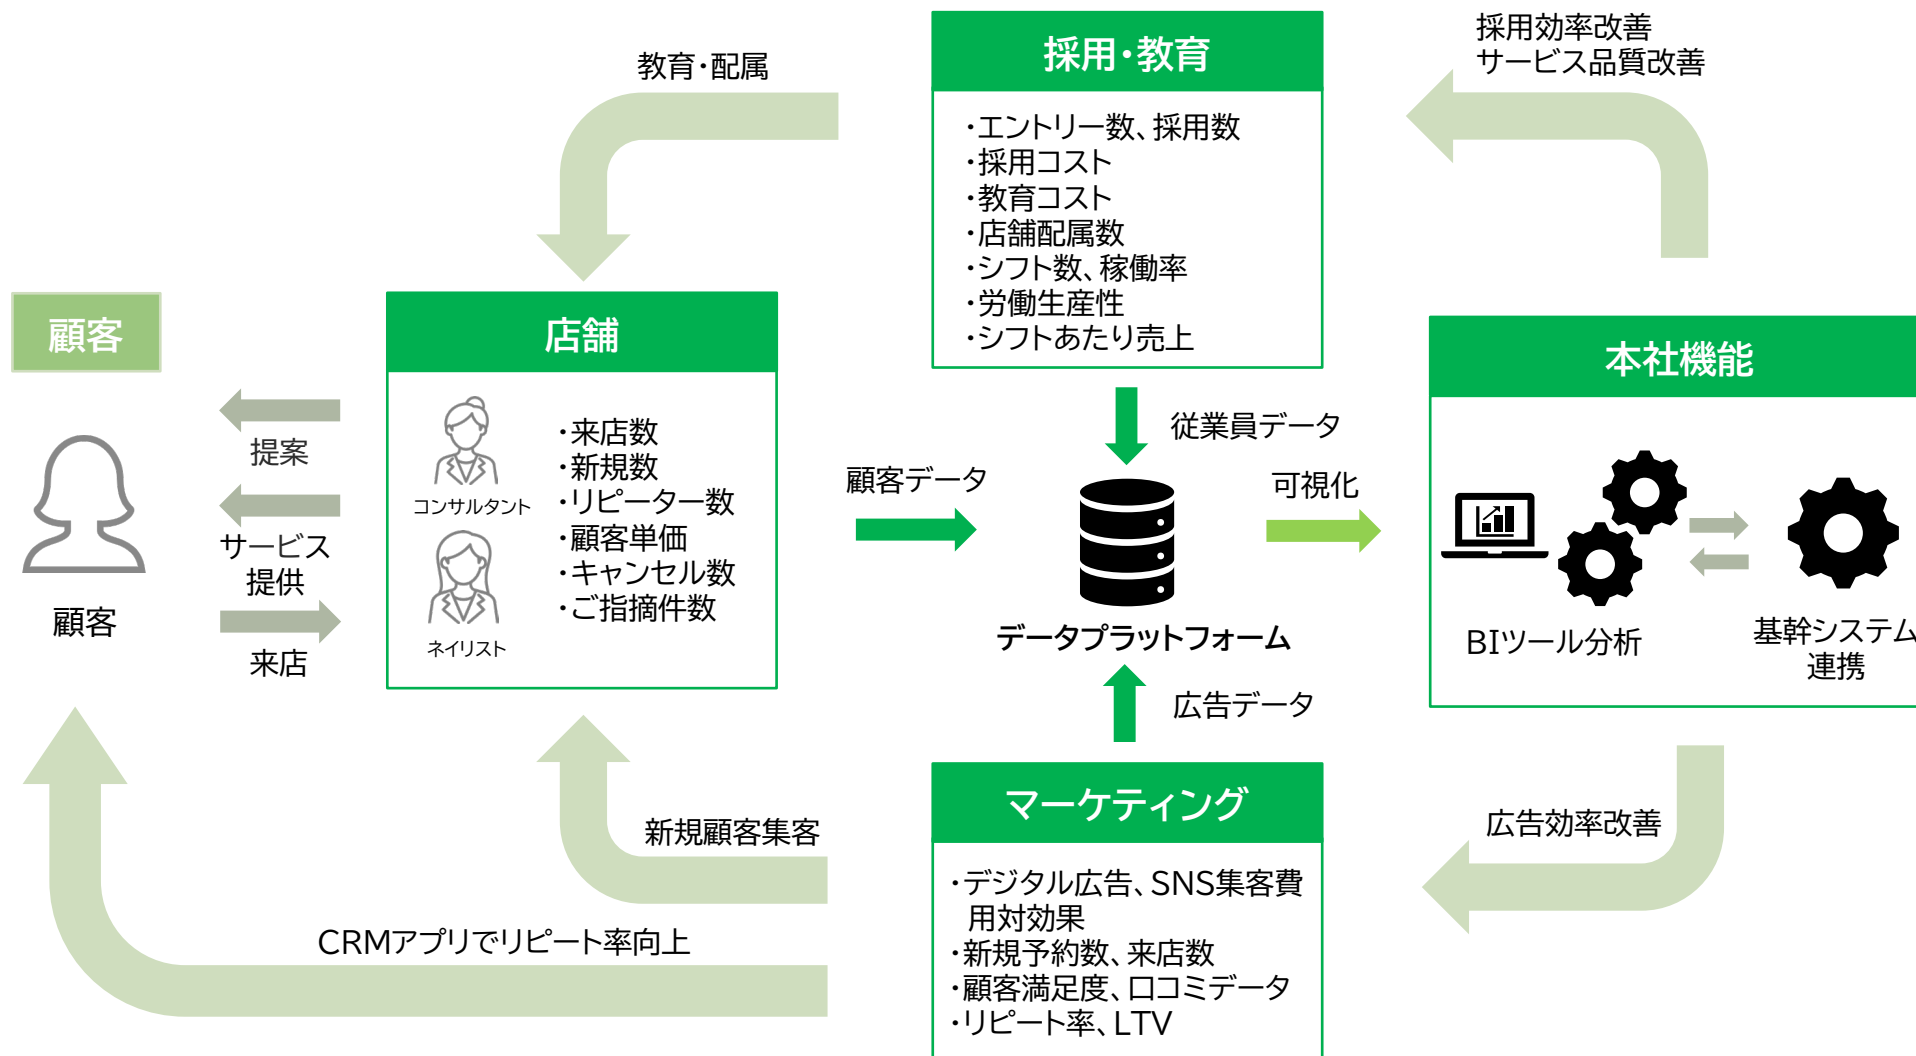 採用効率改善
サービス品質改善
教育・配属
採用・教育
・エントリー数、採用数
・採用コスト
・教育コスト
・店舗配属数
・シフト数、稼働率
・労働生産性
・シフトあたり売上
顧客
店舗
本社機能
提案
サービス
提供
来店
顧客
コンサルタント
ネイリスト
・来店数
・新規数
・リピーター数
・顧客単価
・キャンセル数
・ご指摘件数
顧客データ
従業員データ
可視化
データプラットフォーム
広告データ
BIツール分析
基幹システム
連携
マーケティング
・デジタル広告、SNS集客費
用対効果
・新規予約数、来店数
・顧客満足度、口コミデータ
・リピート率、LTV
新規顧客集客
広告効率改善
CRMアプリでリピート率向上